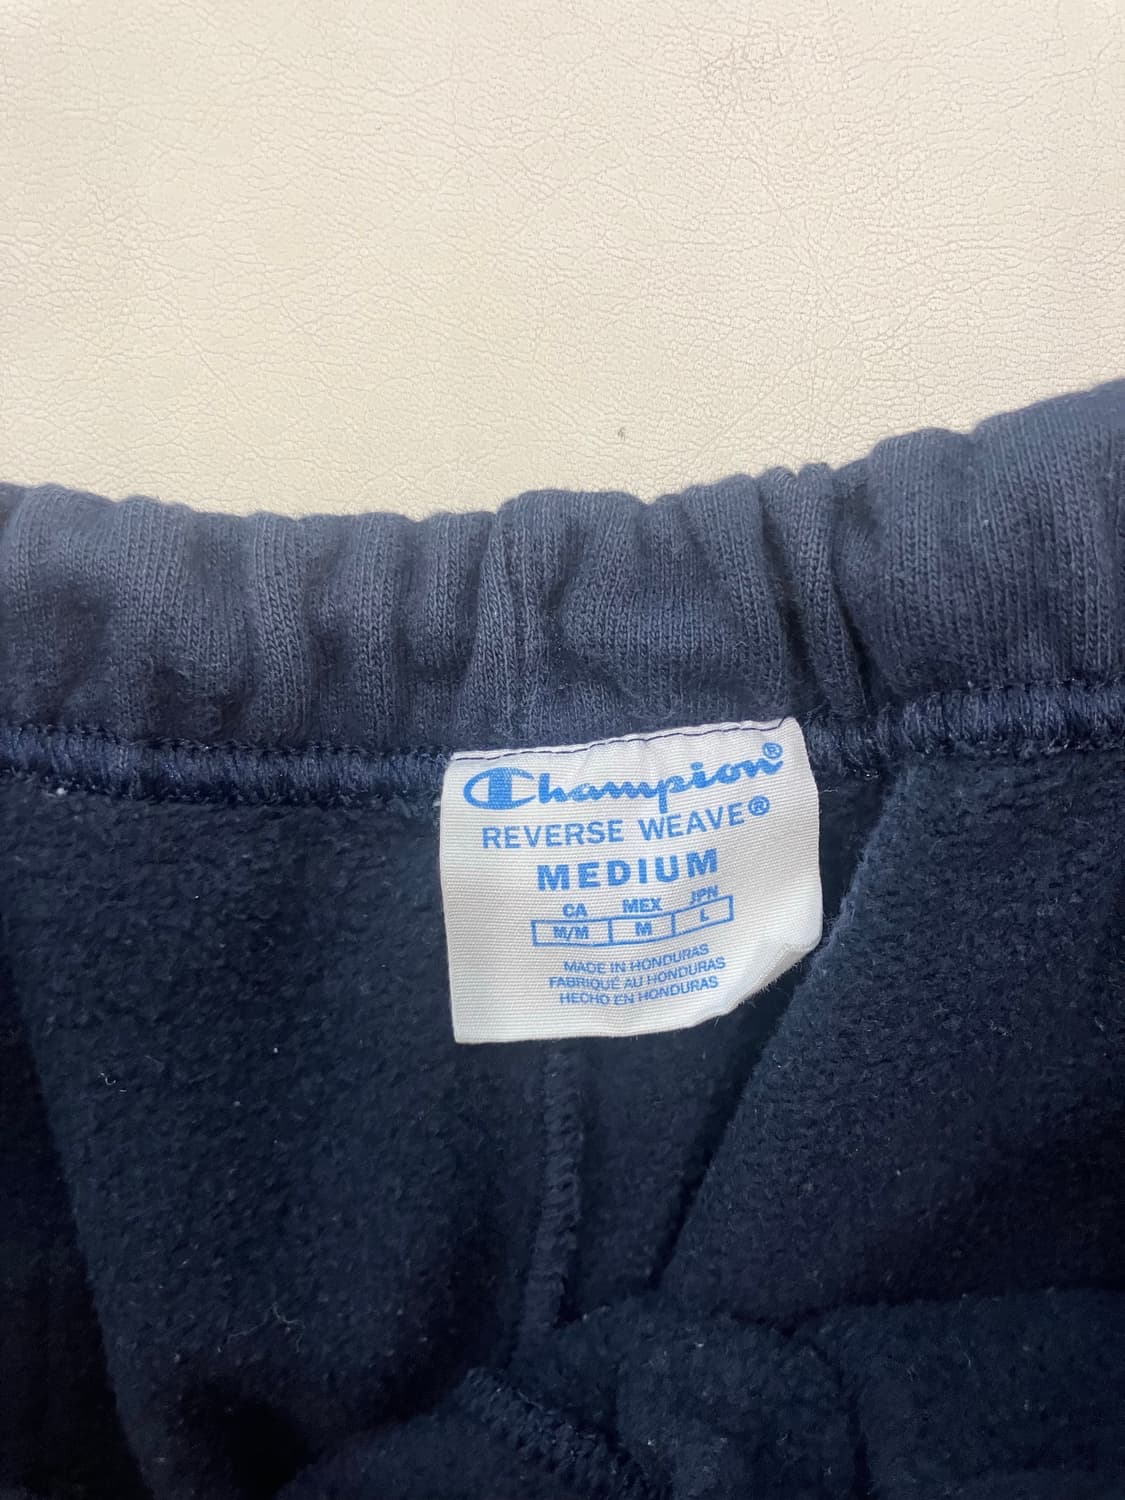 Champion®
REVERSE WEAVE®
MEDIUM
CA MEX JPN
M/M M L
MADE IN HONDURAS
FABRIQUÉ AU HONDURAS
HECHO EN HONDURAS